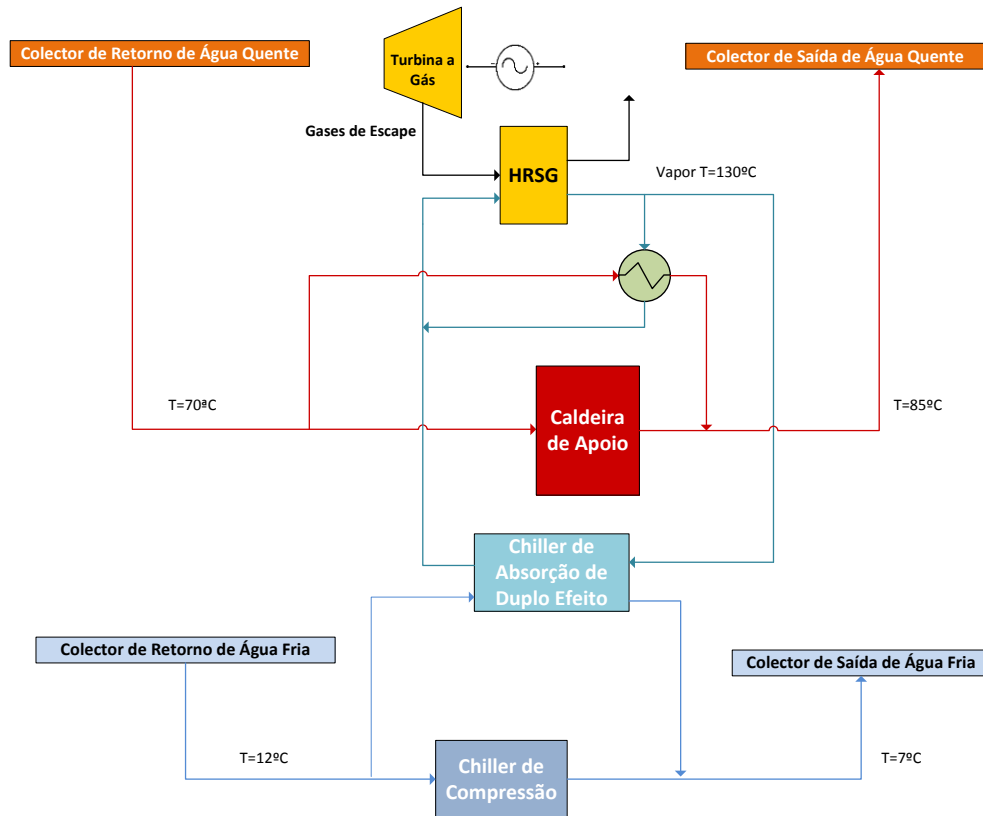 Colector de Retorno de Água Quente
Turbina a
Gás
Colector de Saída de Água Quente
Gases de Escape
HRSG
Vapor T=130ºC
T=70ªC
Caldeira
de Apoio
T=85ºC
Chiller de
Absorção de
Duplo Efeito
Colector de Retorno de Água Fria
Colector de Saída de Água Fria
T=12ºC
Chiller de
Compressão
T=7ºC